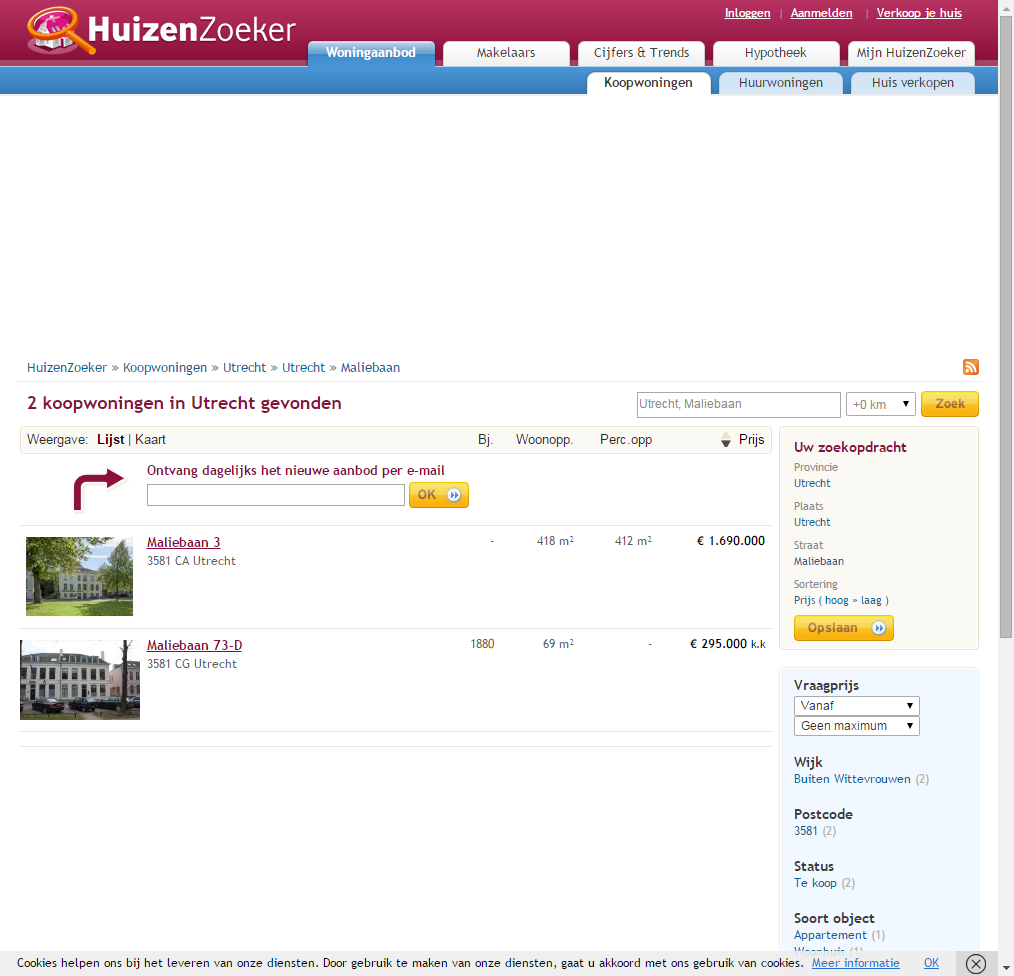 HuizenZoeker
Inloggen | Aanmelden | Verkoop je huis
Woningaanbod Makelaars Cijfers & Trends Hypotheek Mijn HuizenZoeker
Koopwoningen Huurwoningen Huis verkopen
HuizenZoeker » Koopwoningen » Utrecht » Utrecht » Maliebaan
2 koopwoningen in Utrecht gevonden
Utrecht, Maliebaan +0 km Zoek
Weergave: Lijst | Kaart Bj. Woonopp. Perc.opp Prijs
Ontvang dagelijks het nieuwe aanbod per e-mail
OK
Maliebaan 3 - 418 m² 412 m² € 1.690.000
3581 CA Utrecht
Maliebaan 73-D 1880 69 m² - € 295.000 k.k
3581 CG Utrecht
Uw zoekopdracht
Provincie
Utrecht
Plaats
Utrecht
Straat
Maliebaan
Sortering
Prijs ( hoog » laag )
Opslaan
Vraagprijs
Vanaf
Geen maximum
Wijk
Buiten Wittevrouwen (2)
Postcode
3581 (2)
Status
Te koop (2)
Soort object
Appartement (1)
Woonhuis (1)
Cookies helpen ons bij het leveren van onze diensten. Door gebruik te maken van onze diensten, gaat u akkoord met ons gebruik van cookies. Meer informatie OK